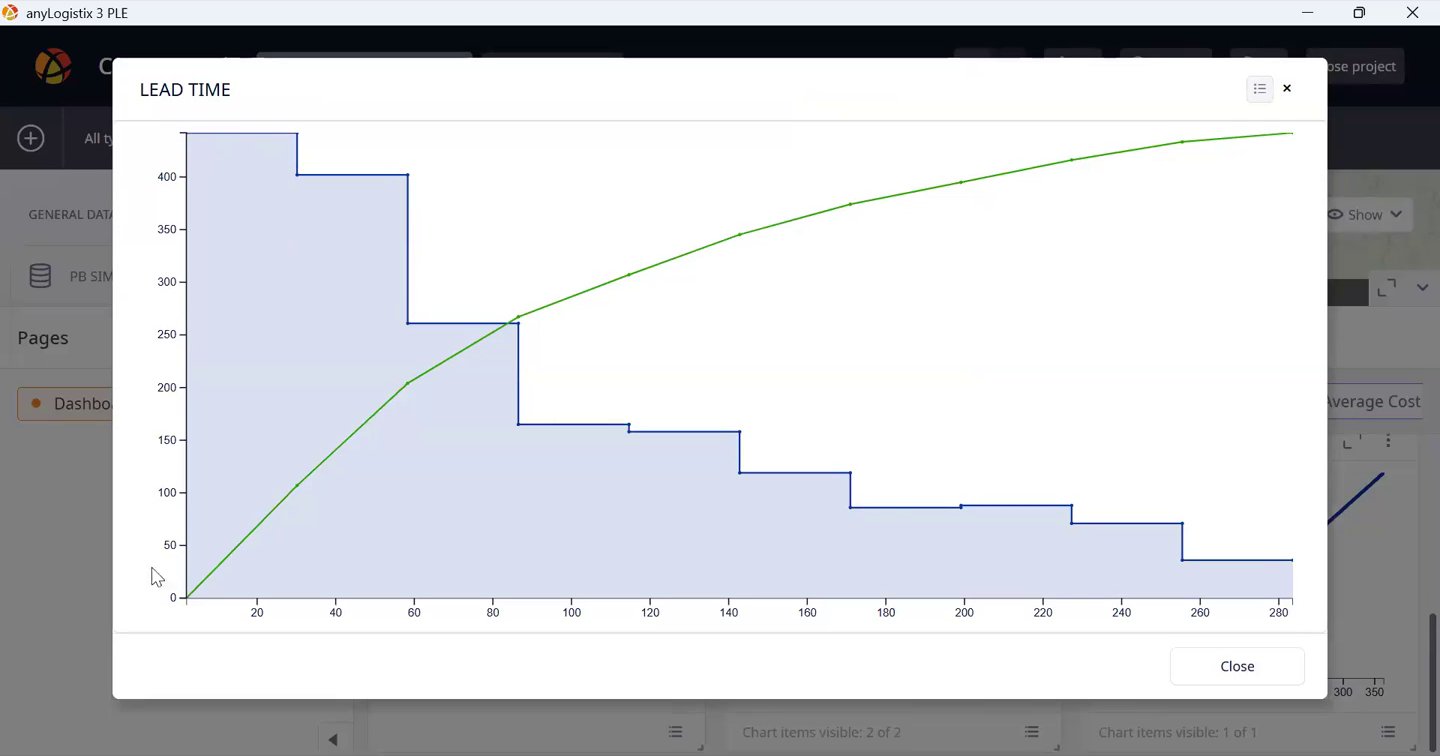 anyLogistix 3 PLE
C
ose project
LEAD TIME
All ty
GENERAL DATA
Show
PB SIM
Pages
Dashbo
Average Cost
400
350
300
250
200
150
100
50
0
20 40 60 80 100 120 140 160 180 200 220 240 260 280
Close
300 350
Chart items visible: 2 of 2
Chart items visible: 1 of 1